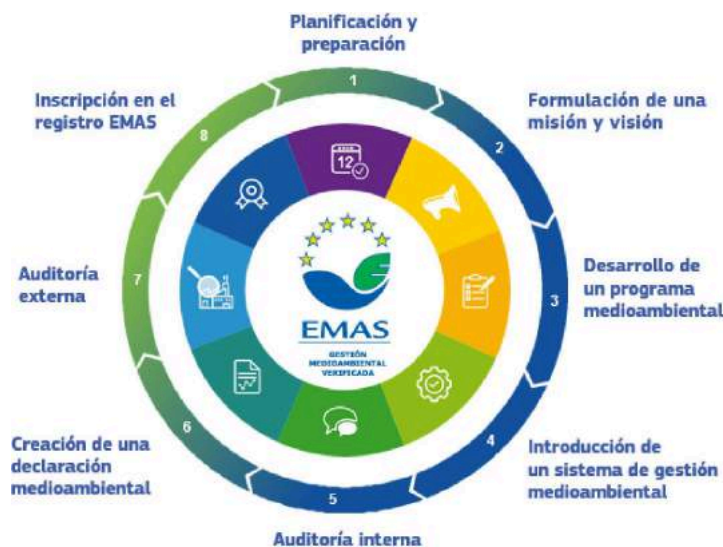 Planificación y
preparación
1
Formulación de una
misión y visión
2
Desarrollo de
un programa
medioambiental
3
Introducción de
un sistema de gestión
medioambiental
4
Auditoría interna
5
Creación de una
declaración
medioambiental
6
Auditoría
externa
7
Inscripción en el
registro EMAS
8
12
EMAS
GESTIÓN
MEDIOAMBIENTAL
VERIFICADA